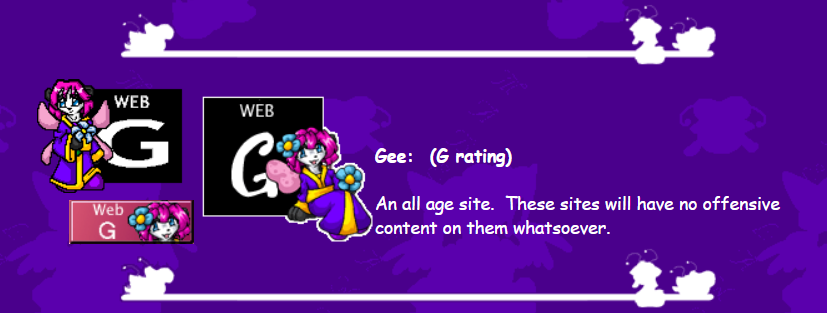 WEB
G
WEB
G
Web
G
Gee:  (G rating)
An all age site.  These sites will have no offensive
content on them whatsoever.